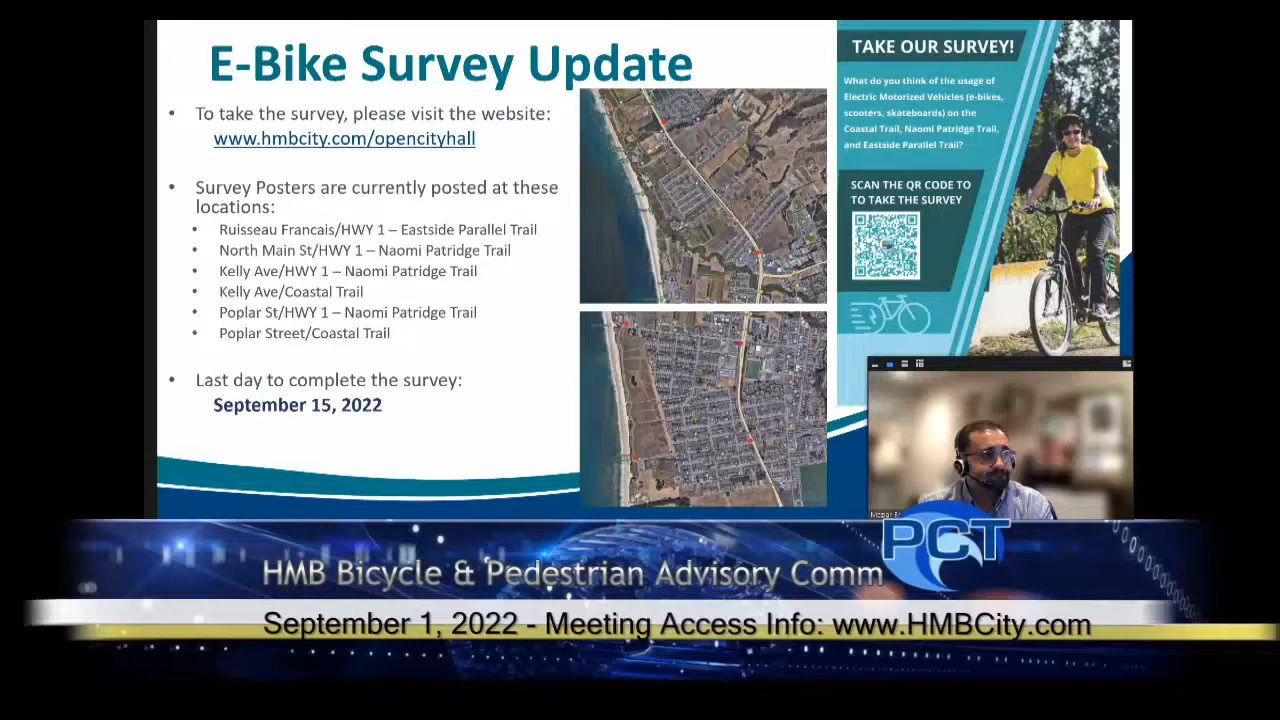 E-Bike Survey Update
• To take the survey, please visit the website:
www.hmbcity.com/opencityhall
• Survey Posters are currently posted at these
locations:
• Ruisseau Francais/HWY 1 – Eastside Parallel Trail
• North Main St/HWY 1 – Naomi Patridge Trail
• Kelly Ave/HWY 1 – Naomi Patridge Trail
• Kelly Ave/Coastal Trail
• Poplar St/HWY 1 – Naomi Patridge Trail
• Poplar Street/Coastal Trail
• Last day to complete the survey:
September 15, 2022
TAKE OUR SURVEY!
What do you think of the usage of
Electric Motorized Vehicles (e-bikes,
scooters, skateboards) on the
Coastal Trail, Naomi Patridge Trail,
and Eastside Parallel Trail?
SCAN THE QR CODE TO
TO TAKE THE SURVEY
PCT
HMB Bicycle & Pedestrian Advisory Comm
September 1, 2022 - Meeting Access Info: www.HMBCity.com